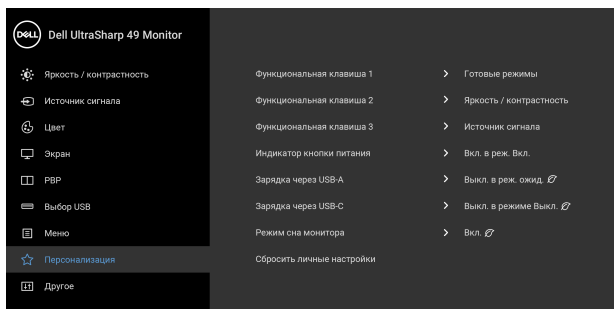 DELL Dell UltraSharp 49 Monitor
Яркость / контрастность Функциональная клавиша 1 Готовые режимы
Источник сигнала Функциональная клавиша 2 Яркость / контрастность
Цвет Функциональная клавиша 3 Источник сигнала
Экран Индикатор кнопки питания Вкл. в реж. Вкл.
PBP Зарядка через USB-A Выкл. в реж. ожид.
Выбор USB Зарядка через USB-C Выкл. в режиме Выкл.
Меню Режим сна монитора Вкл.
Персонализация Сбросить личные настройки
Другое